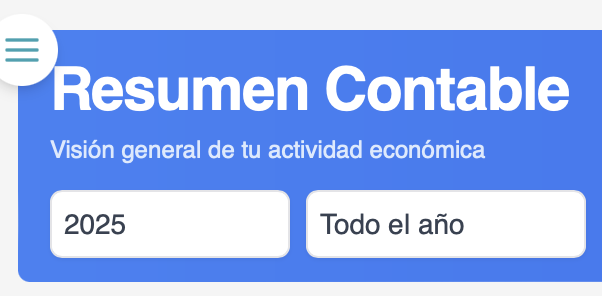 Resumen Contable
Visión general de tu actividad económica
2025
Todo el año